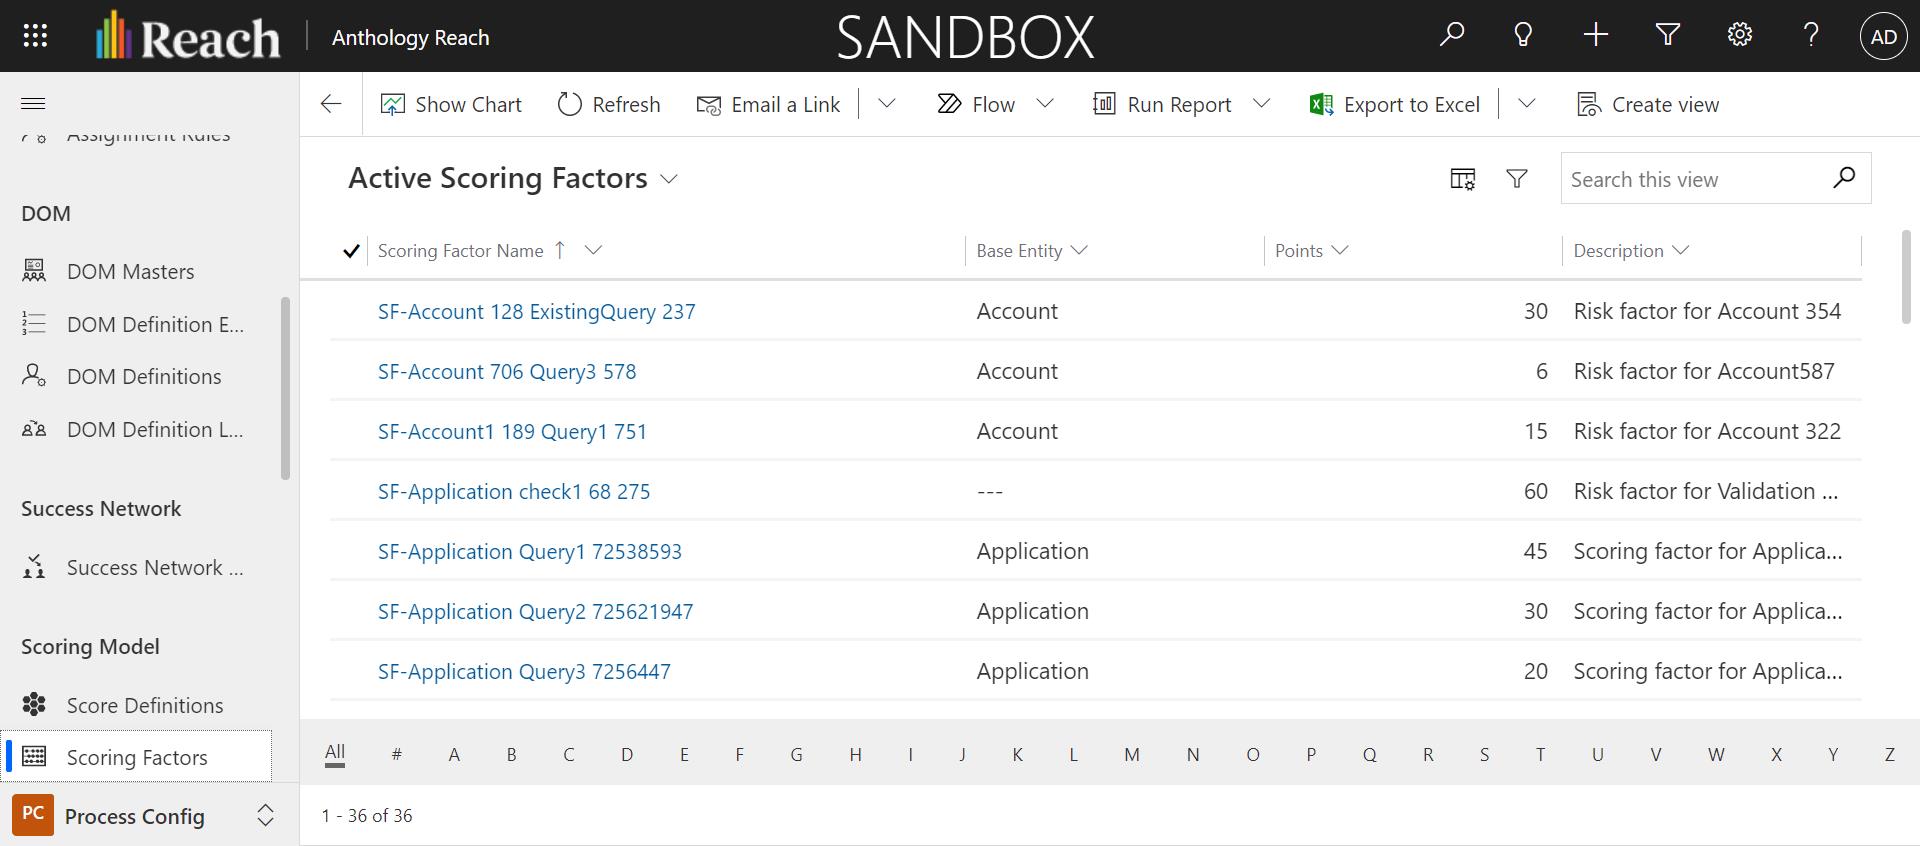 Reach
Anthology Reach
SANDBOX
AD
Show Chart
Refresh
Email a Link
Flow
Run Report
Export to Excel
Create view
Assignment Rules
DOM
DOM Masters
DOM Definition E...
DOM Definitions
DOM Definition L...
Success Network
Success Network ...
Scoring Model
Score Definitions
Scoring Factors
PC Process Config
Active Scoring Factors
Search this view
Scoring Factor Name Base Entity Points Description
SF-Account 128 ExistingQuery 237 Account 30 Risk factor for Account 354
SF-Account 706 Query3 578 Account 6 Risk factor for Account587
SF-Account1 189 Query1 751 Account 15 Risk factor for Account 322
SF-Application check1 68 275 --- 60 Risk factor for Validation ...
SF-Application Query1 72538593 Application 45 Scoring factor for Applica...
SF-Application Query2 725621947 Application 30 Scoring factor for Applica...
SF-Application Query3 7256447 Application 20 Scoring factor for Applica...
All # A B C D E F G H I J K L M N O P Q R S T U V W X Y Z
1 - 36 of 36